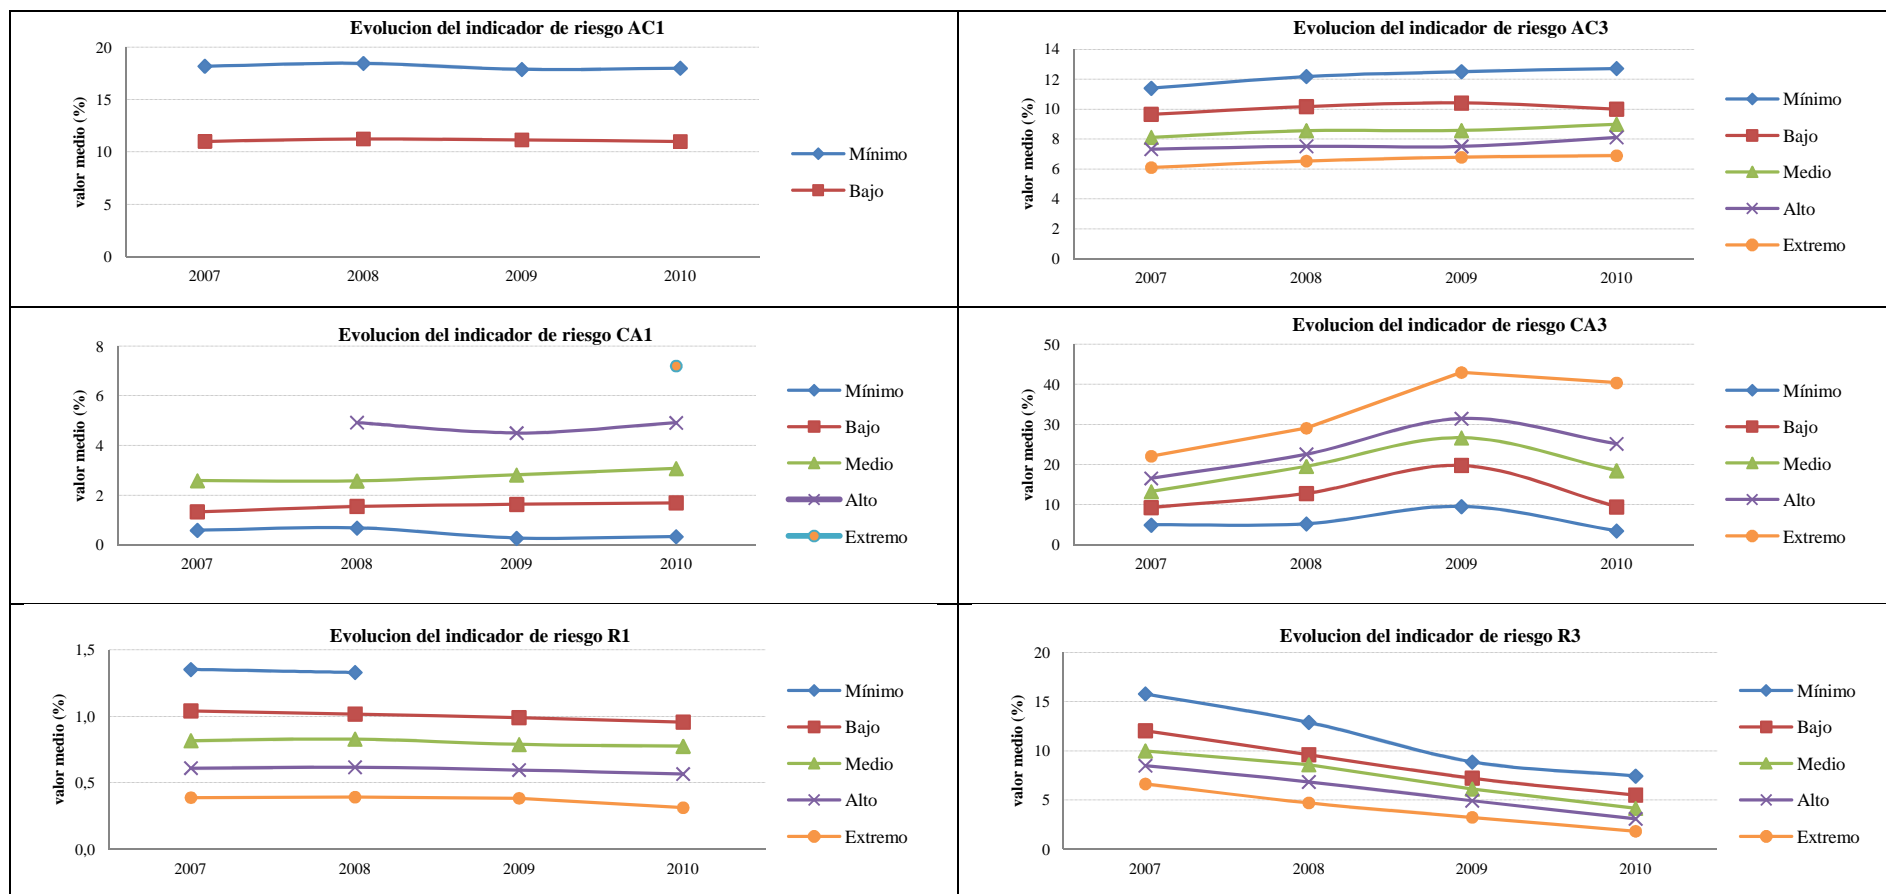 Evolucion del indicador de riesgo AC1
valor medio (%)
20
15
10
5
0
2007 2008 2009 2010
Mínimo
Bajo
Evolucion del indicador de riesgo AC3
valor medio (%)
14
12
10
8
6
4
2
0
2007 2008 2009 2010
Mínimo
Bajo
Medio
Alto
Extremo
Evolucion del indicador de riesgo CA1
valor medio (%)
8
6
4
2
0
2007 2008 2009 2010
Mínimo
Bajo
Medio
Alto
Extremo
Evolucion del indicador de riesgo CA3
valor medio (%)
50
40
30
20
10
0
2007 2008 2009 2010
Mínimo
Bajo
Medio
Alto
Extremo
Evolucion del indicador de riesgo R1
valor medio (%)
1,5
1,0
0,5
0,0
2007 2008 2009 2010
Mínimo
Bajo
Medio
Alto
Extremo
Evolucion del indicador de riesgo R3
valor medio (%)
20
15
10
5
0
2007 2008 2009 2010
Mínimo
Bajo
Medio
Alto
Extremo